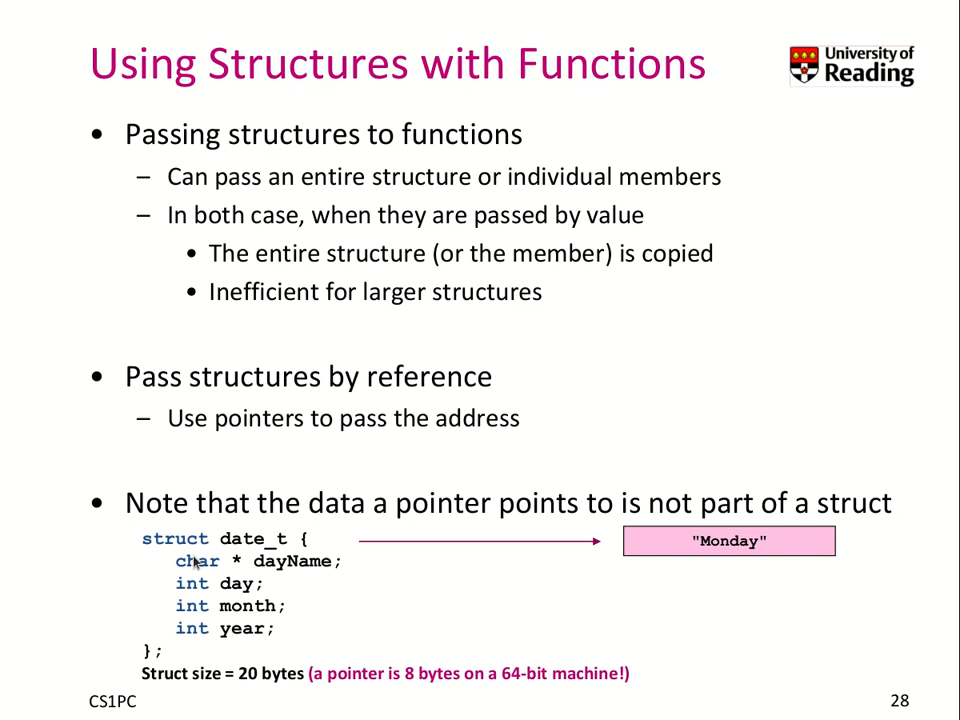 Using Structures with Functions
University of
Reading
• Passing structures to functions
– Can pass an entire structure or individual members
– In both case, when they are passed by value
• The entire structure (or the member) is copied
• Inefficient for larger structures
• Pass structures by reference
– Use pointers to pass the address
• Note that the data a pointer points to is not part of a struct
struct date_t {
"Monday"
char * dayName;
int day;
int month;
int year;
};
Struct size = 20 bytes (a pointer is 8 bytes on a 64-bit machine!)
CS1PC
28